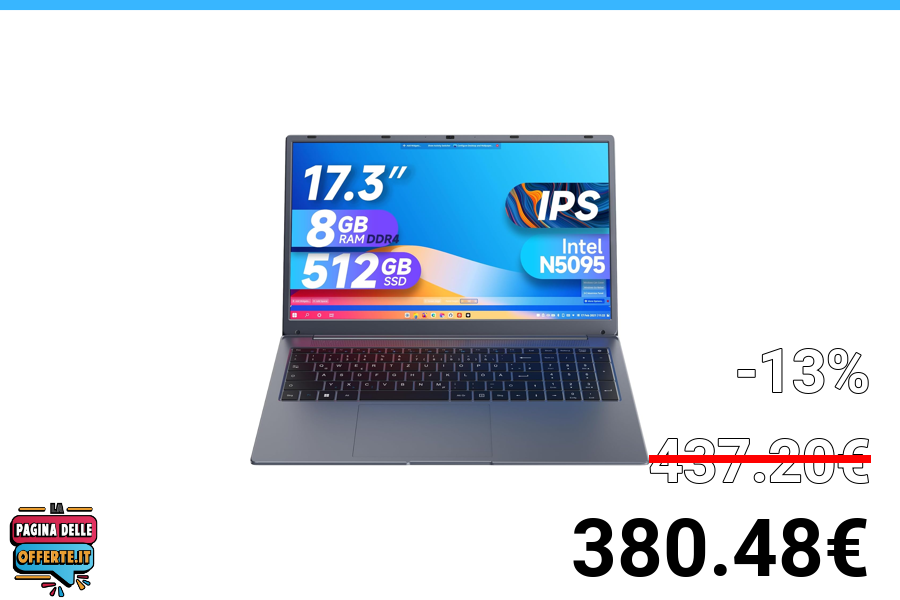 17.3"
8GB
RAM DDR4
512GB
SSD
IPS
Intel
N5095
-13%
437.20€
380.48€
LA
PAGINA DELLE
OFFERTE.IT